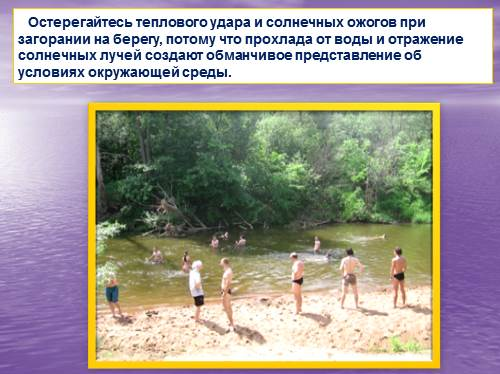 Остерегайтесь теплового удара и солнечных ожогов при
загорании на берегу, потому что прохлада от воды и отражение
солнечных лучей создают обманчивое представление об
условиях окружающей среды.